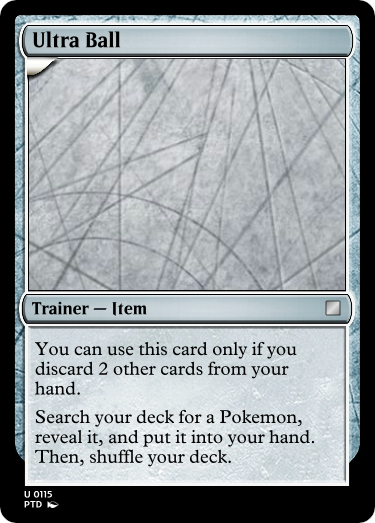 Ultra Ball
Trainer — Item
You can use this card only if you
discard 2 other cards from your
hand.
Search your deck for a Pokemon,
reveal it, and put it into your hand.
Then, shuffle your deck.
U 0115
PTD